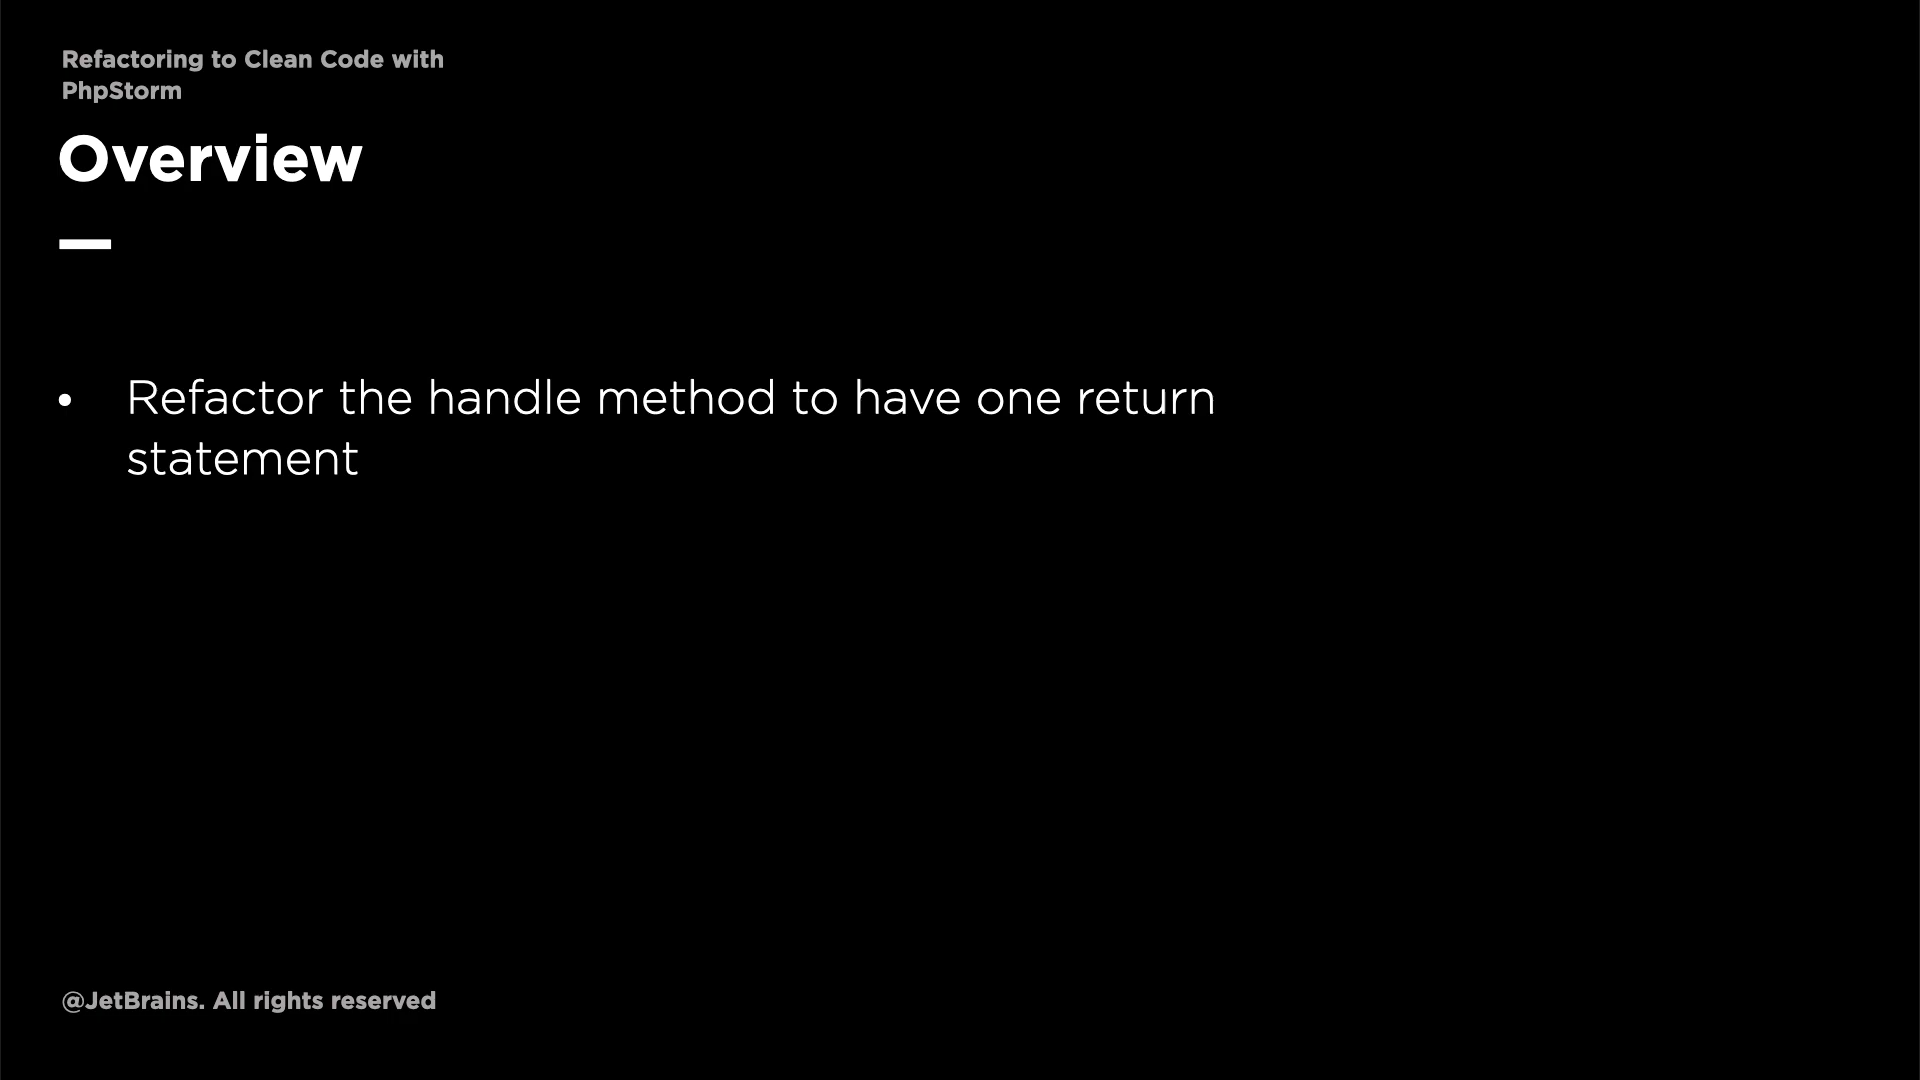 Refactoring to Clean Code with
PhpStorm
Overview
• Refactor the handle method to have one return
statement
@JetBrains. All rights reserved